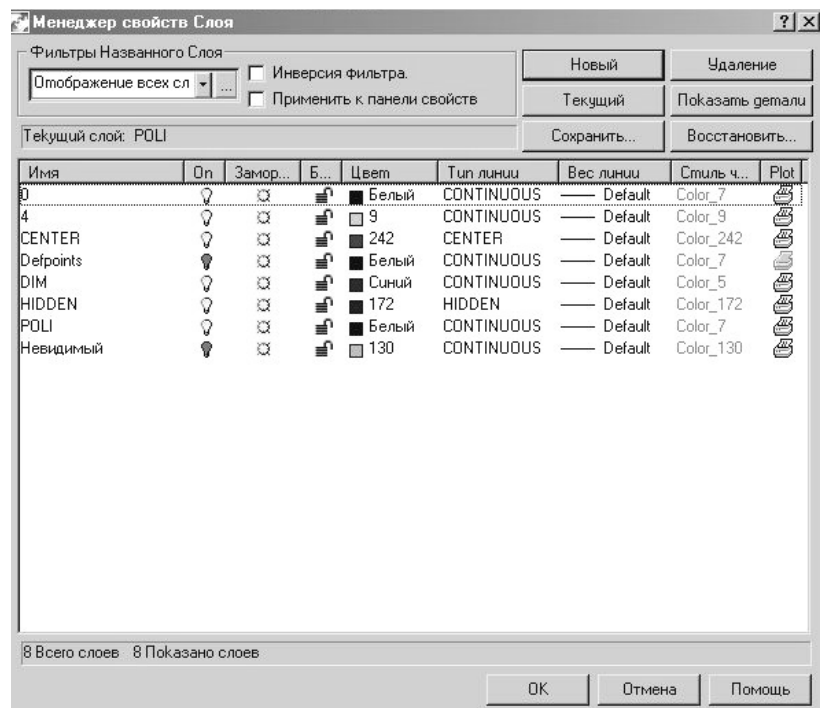 Менеджер свойств Слоя
Фильтры Названного Слоя
Отображение всех сл
...
Инверсия фильтра.
Применить к панели свойств
Новый
Удаление
Текущий
Показать детали
Текущий слой: POLI
Сохранить...
Восстановить...
Имя On Замор... Б... Цвет Тип линии Вес линии Стиль ч... Plot
0 Белый CONTINUOUS Default Color_7
4 9 CONTINUOUS Default Color_9
CENTER 242 CENTER Default Color_242
Defpoints Белый CONTINUOUS Default Color_7
DIM Синий CONTINUOUS Default Color_5
HIDDEN 172 HIDDEN Default Color_172
POLI Белый CONTINUOUS Default Color_7
Невидимый 130 CONTINUOUS Default Color_130
8 Всего слоев 8 Показано слоев
OK
Отмена
Помощь